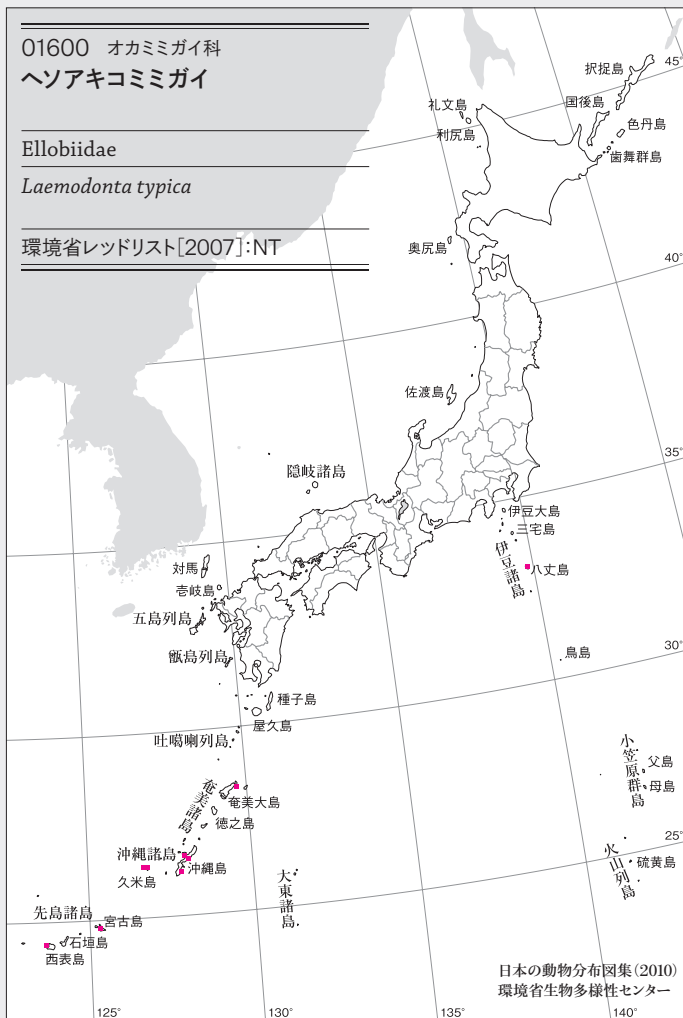 01600 オカミミガイ科
ヘソアキコミミガイ
Ellobiidae
Laemodonta typica
環境省レッドリスト[2007]:NT
択捉島
45°
国後島
礼文島
色丹島
利尻島
歯舞群島
奥尻島
40°
佐渡島
35°
隠岐諸島
伊豆大島
三宅島
対馬
伊豆諸島
八丈島
壱岐島
五島列島
甑島列島
鳥島
30°
種子島
屋久島
吐噶喇列島
小笠原群島
父島
母島
奄美諸島
奄美大島
徳之島
25°
沖縄諸島
沖縄島
久米島
大東諸島
火山列島
硫黄島
先島諸島
宮古島
石垣島
西表島
日本の動物分布図集(2010)
環境省生物多様性センター
125°
130°
135°
140°